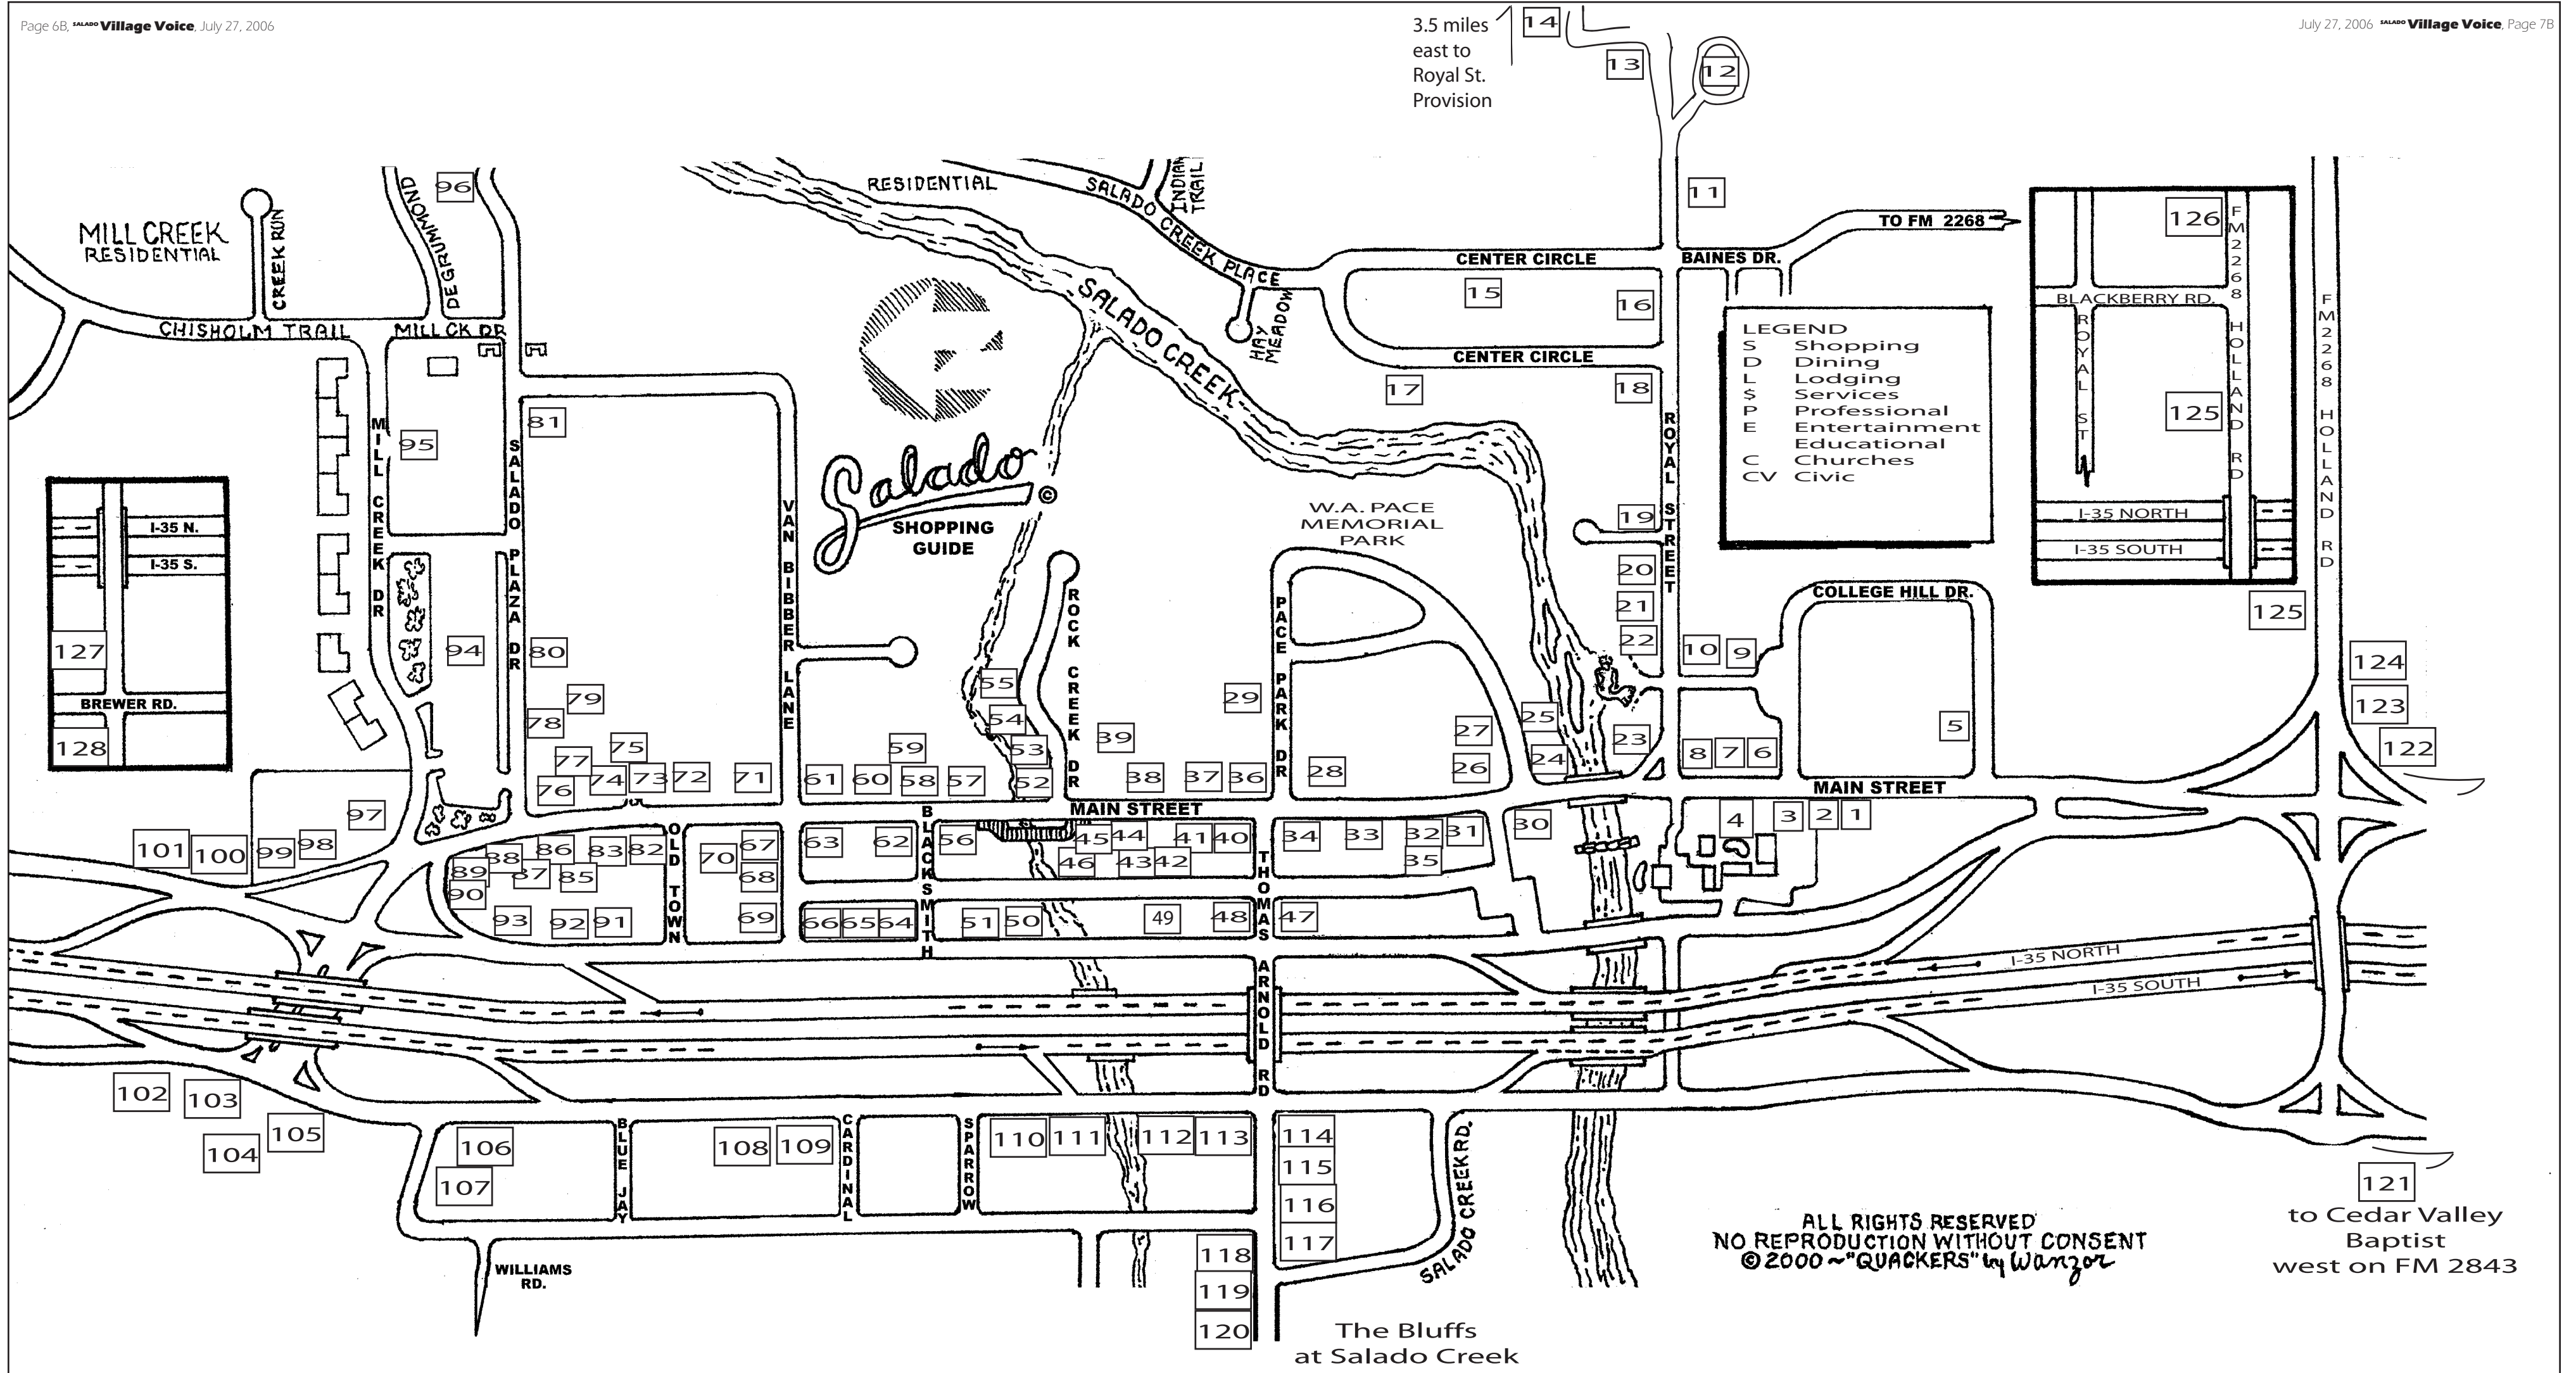 Page 6B, SALADO Village Voice, July 27, 2006
July 27, 2006 SALADO Village Voice, Page 7B
3.5 miles
east to
Royal St.
Provision
14
13
12
11
96
126
RESIDENTIAL
SALADO CREEK PLACE
INDIAN
TRAIL
MILL CREEK
RESIDENTIAL
CREEK RUN
DEGRUMMOND
TO FM 2268
CENTER CIRCLE
BAINES DR.
15
16
HAY
MEADOW
SALADO CREEK
CHISHOLM TRAIL
MILL CK DR
CENTER CIRCLE
17
18
LEGEND
S Shopping
D Dining
L Lodging
$ Services
P Professional
E Entertainment
Educational
C Churches
CV Civic
BLACKBERRY RD.
ROYAL ST
FM2268 HOLLAND RD
125
I-35 NORTH
I-35 SOUTH
FM2268 HOLLAND RD
81
95
MILL CREEK DR
SALADO PLAZA DR
VAN BIBBER LANE
Salado
©
SHOPPING
GUIDE
W.A. PACE
MEMORIAL
PARK
ROYAL STREET
19
20
21
22
10
9
COLLEGE HILL DR.
125
I-35 N.
I-35 S.
127
BREWER RD.
128
94
80
79
78
77
75
76
74
73
72
71
61
60
59
58
57
55
54
53
52
ROCK CREEK DR
39
38
37
36
29
PACE PARK DR
28
27
26
25
24
23
8
7
6
5
124
123
122
MAIN STREET
MAIN STREET
97
101
100
99
98
88
86
83
82
89
87
85
90
93
92
91
OLD TOWN
70
67
68
69
63
62
66
65
64
BLACKSMITH
56
45
44
41
40
46
43
42
51
50
49
48
47
THOMAS ARNOLD RD
34
33
32
31
35
30
4
3
2
1
I-35 NORTH
I-35 SOUTH
102
103
104
105
106
107
BLUE JAY
108
109
CARDINAL
SPARROW
110
111
112
113
114
115
116
117
118
119
120
SALADO CREEK RD.
WILLIAMS
RD.
The Bluffs
at Salado Creek
ALL RIGHTS RESERVED
NO REPRODUCTION WITHOUT CONSENT
© 2000 ~ "QUACKERS" by Wanzor
121
to Cedar Valley
Baptist
west on FM 2843